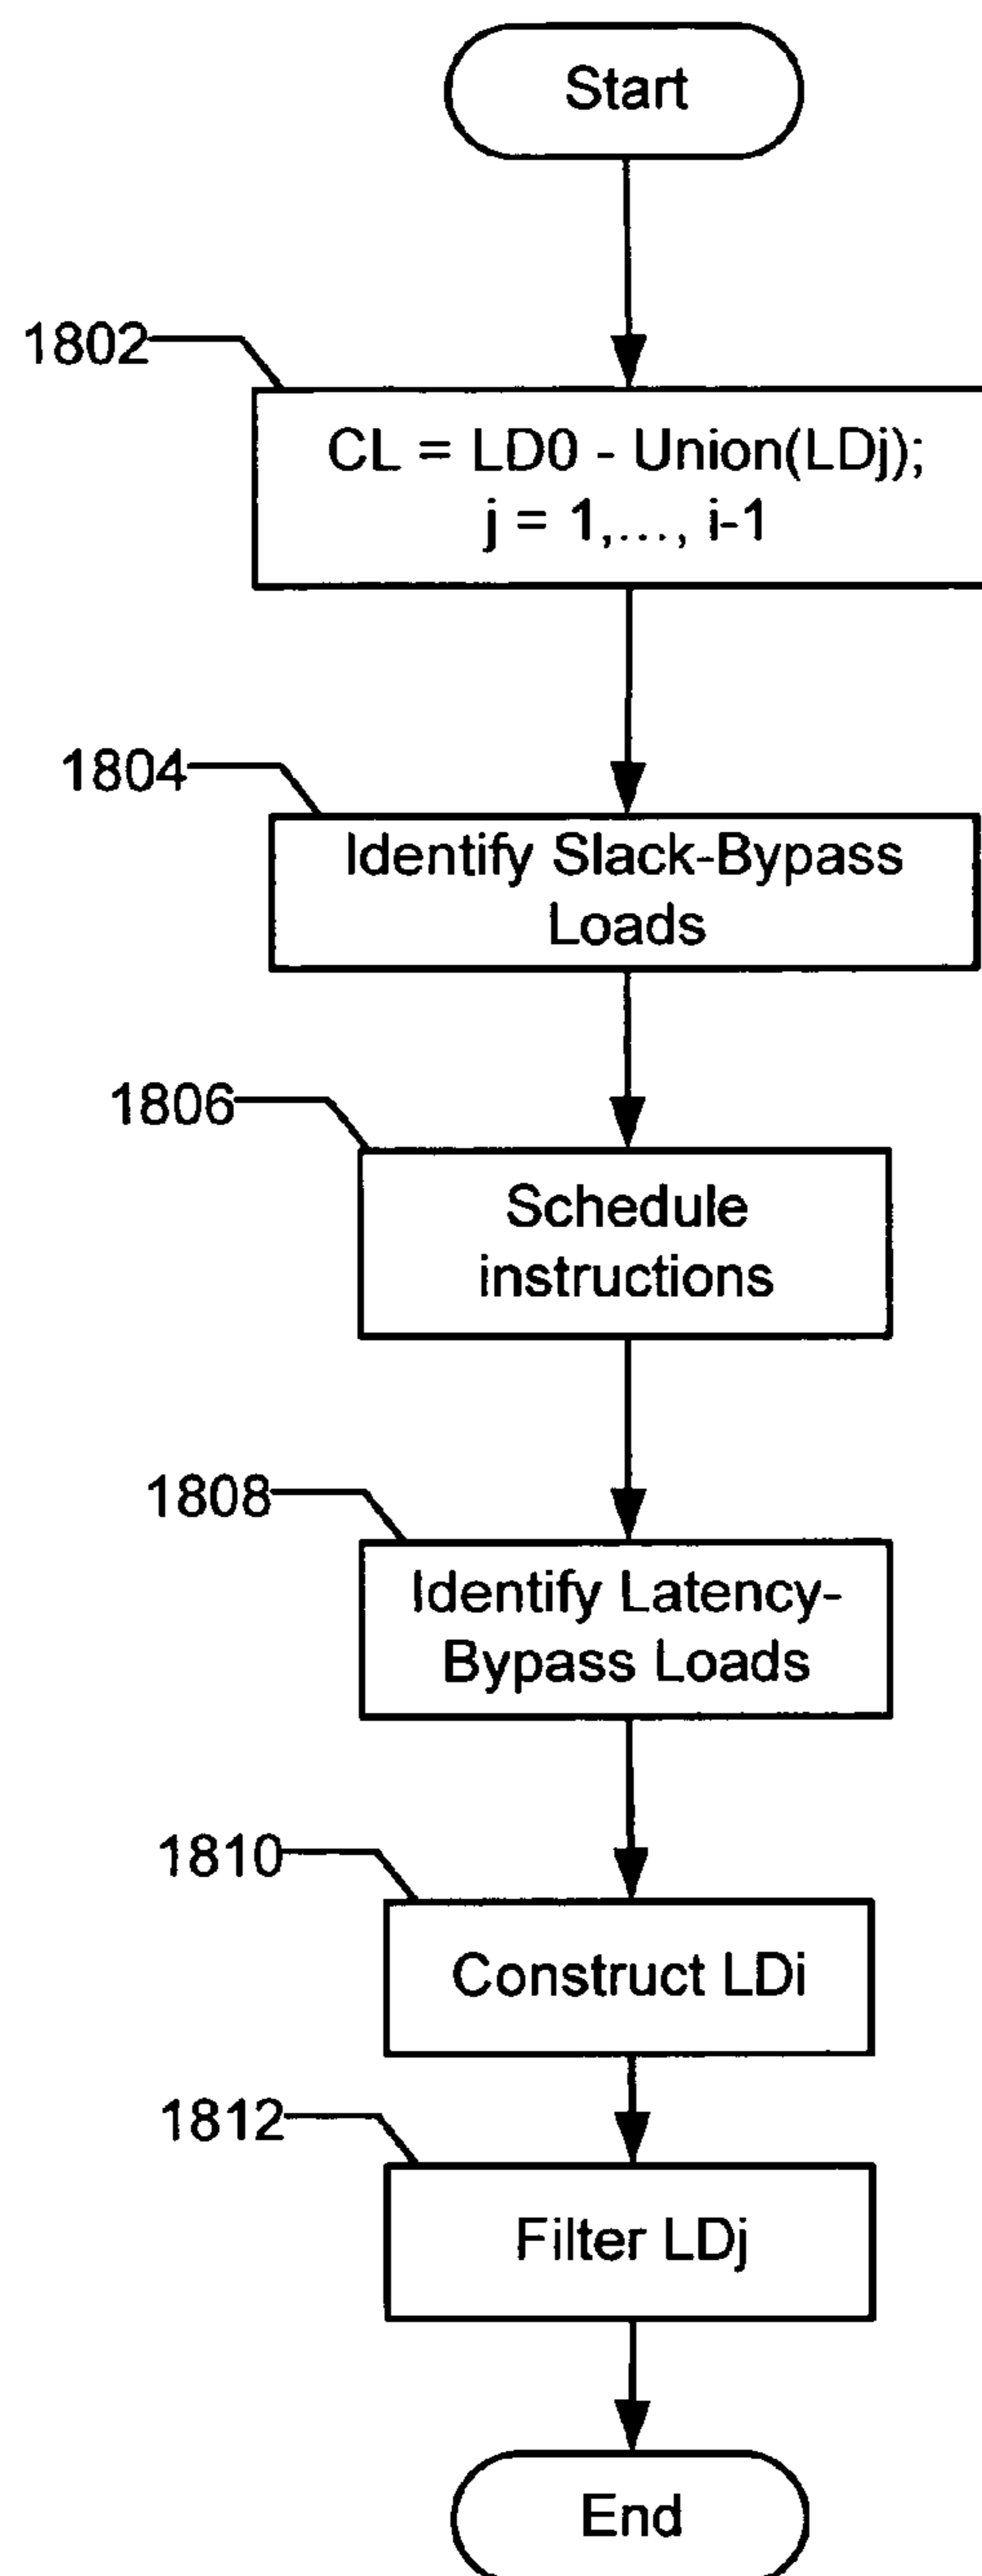 Start
1802
CL = LD0 - Union(LDj);
j = 1,..., i-1
1804
Identify Slack-Bypass
Loads
1806
Schedule
instructions
1808
Identify Latency-
Bypass Loads
1810
Construct LDi
1812
Filter LDj
End